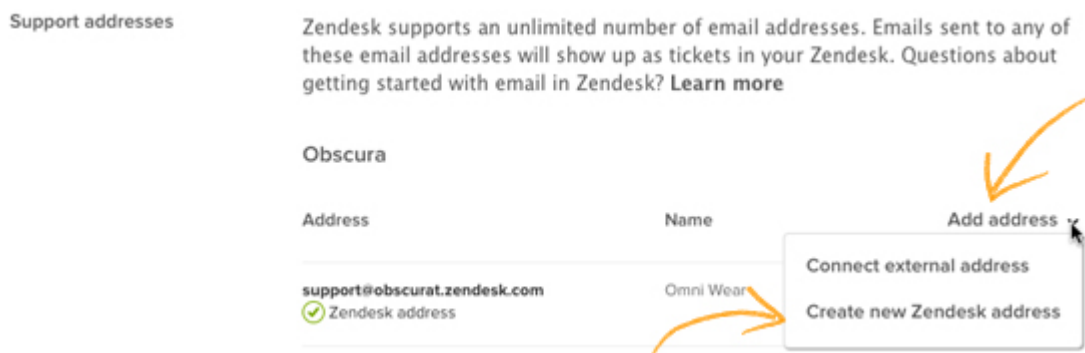 Support addresses
Zendesk supports an unlimited number of email addresses. Emails sent to any of
these email addresses will show up as tickets in your Zendesk. Questions about
getting started with email in Zendesk? Learn more
Obscura
Address Name Add address
Connect external address
support@obscurat.zendesk.com Omni Wear
Zendesk address
Create new Zendesk address